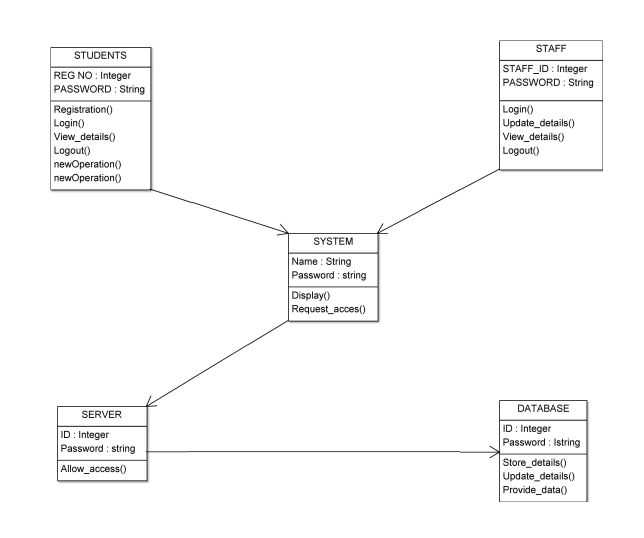 STUDENTS
REG NO : Integer
PASSWORD : String
Registration()
Login()
View_details()
Logout()
newOperation()
newOperation()
STAFF
STAFF_ID : Integer
PASSWORD : String
Login()
Update_details()
View_details()
Logout()
SYSTEM
Name : String
Password : string
Display()
Request_acces()
SERVER
ID : Integer
Password : string
Allow_access()
DATABASE
ID : Integer
Password : lstring
Store_details()
Update_details()
Provide_data()